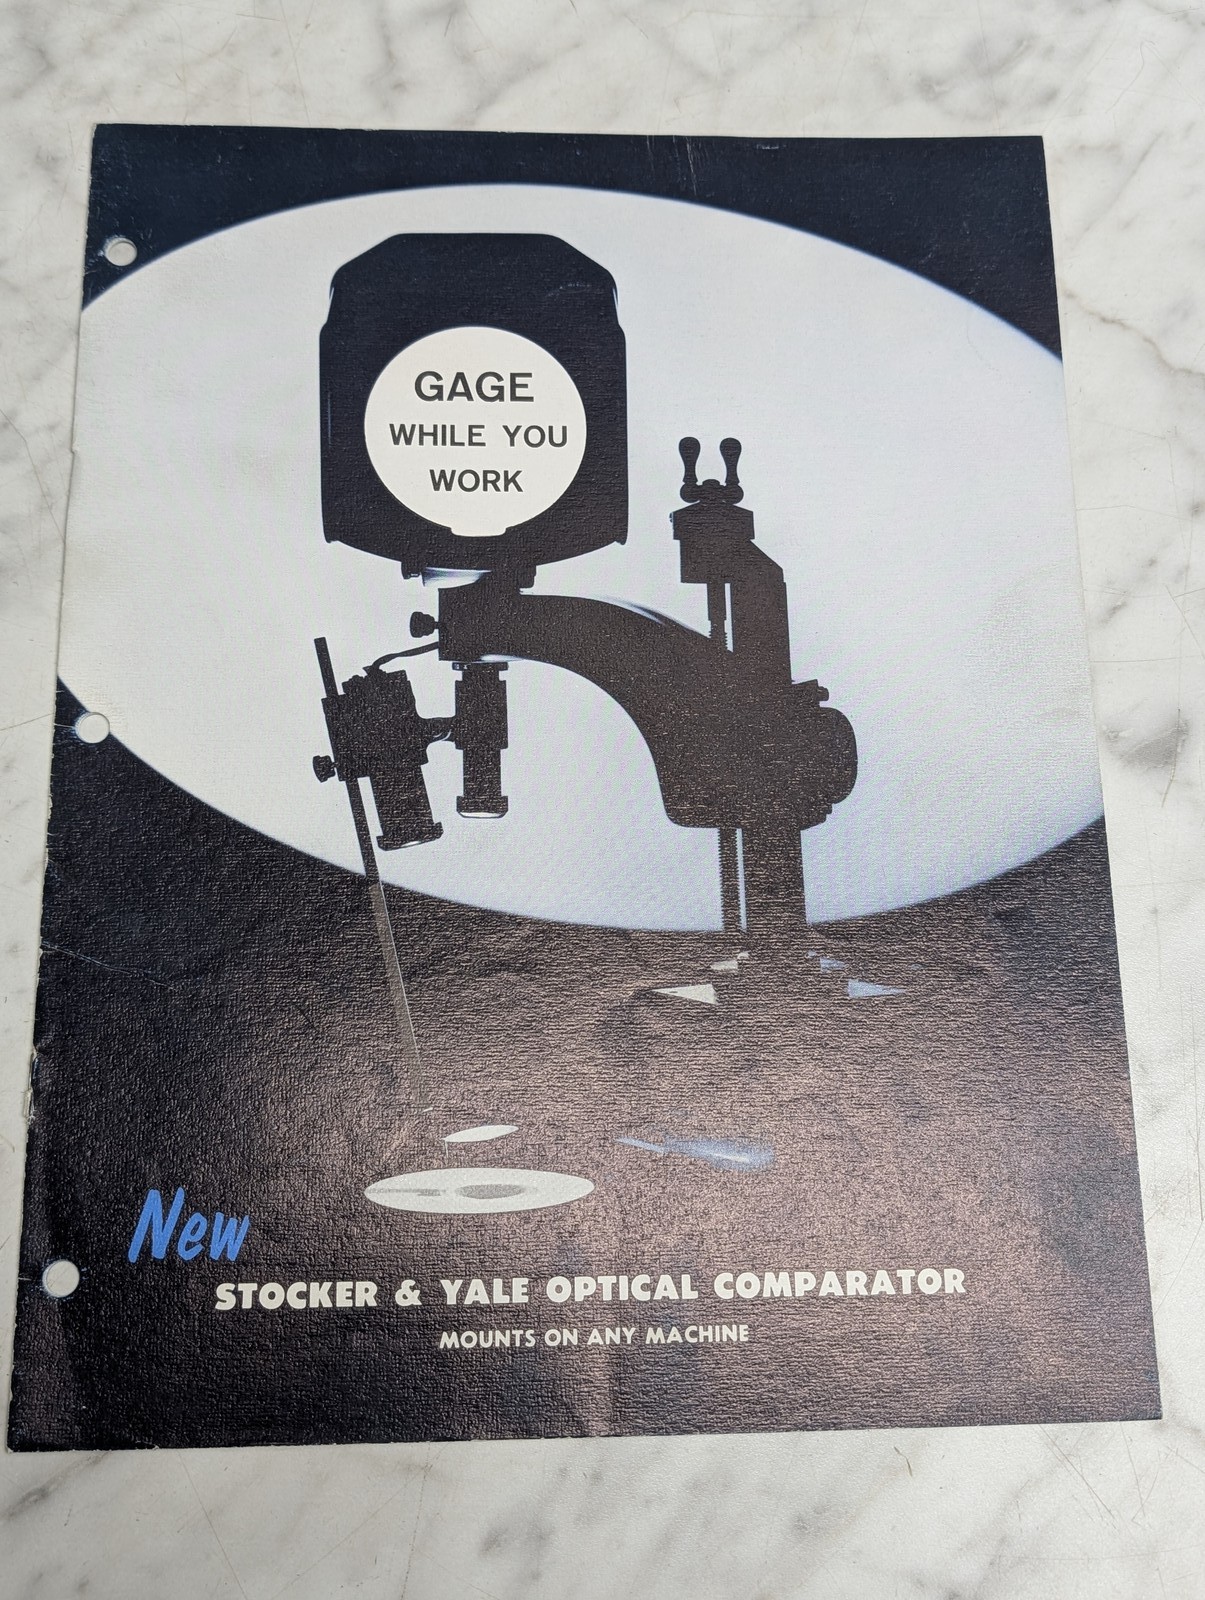 GAGE
WHILE YOU
WORK
New
STOCKER & YALE OPTICAL COMPARATOR
MOUNTS ON ANY MACHINE